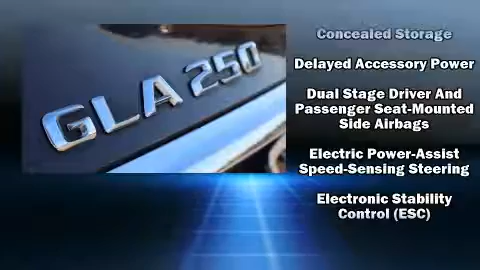 GLA 250
Concealed Storage
Delayed Accessory Power
Dual Stage Driver And
Passenger Seat-Mounted
Side Airbags
Electric Power-Assist
Speed-Sensing Steering
Electronic Stability
Control (ESC)